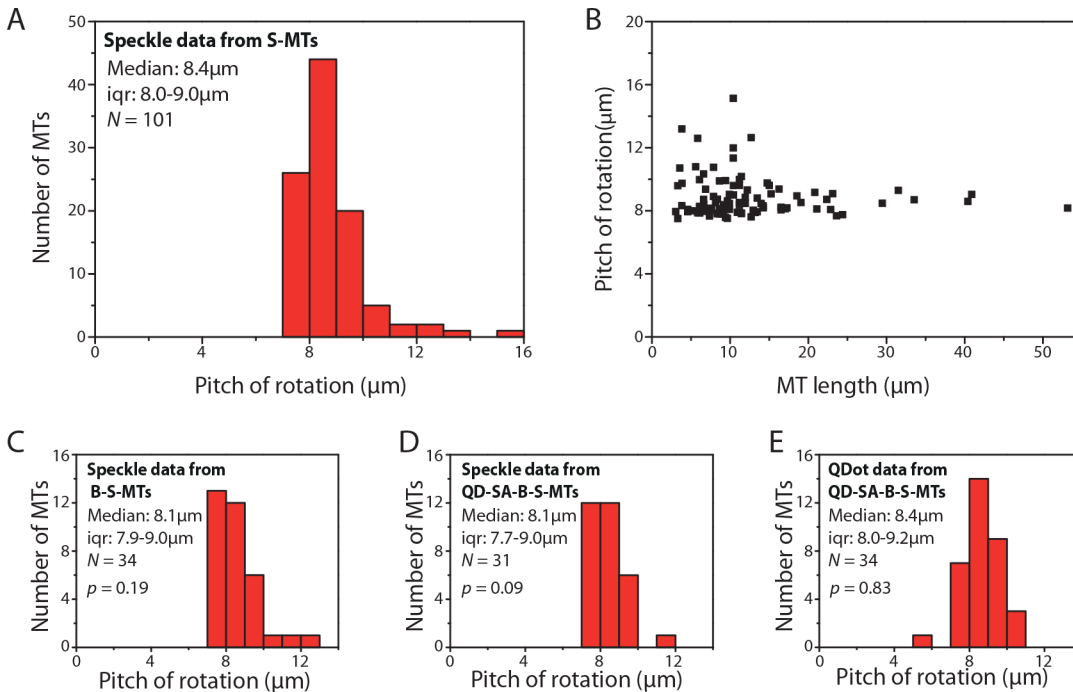 A
Speckle data from S-MTs
Median: 8.4µm
iqr: 8.0-9.0µm
N = 101
Number of MTs
50
40
30
20
10
0
0 4 8 12 16
Pitch of rotation (µm)
B
Pitch of rotation(µm)
20
16
12
8
4
0
0 10 20 30 40 50
MT length (µm)
C
Speckle data from
B-S-MTs
Median: 8.1µm
iqr: 7.9-9.0µm
N = 34
p = 0.19
Number of MTs
16
12
8
4
0
0 4 8 12
Pitch of rotation (µm)
D
Speckle data from
QD-SA-B-S-MTs
Median: 8.1µm
iqr: 7.7-9.0µm
N = 31
p = 0.09
Number of MTs
16
12
8
4
0
0 4 8 12
Pitch of rotation (µm)
E
QDot data from
QD-SA-B-S-MTs
Median: 8.4µm
iqr: 8.0-9.2µm
N = 34
p = 0.83
Number of MTs
16
12
8
4
0
0 4 8 12
Pitch of rotation (µm)